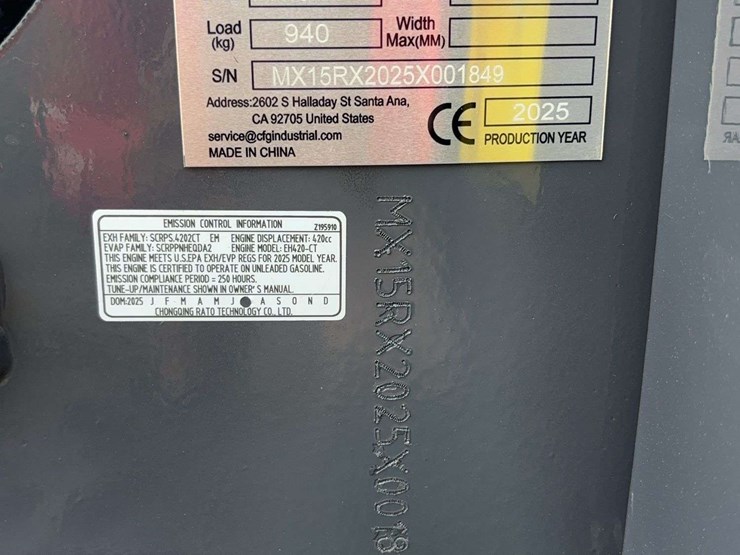 Load (kg) 940 Width Max(MM)
S/N MX15RX2025X001849
Address:2602 S Halladay St Santa Ana,
CA 92705 United States
service@cfgindustrial.com
MADE IN CHINA
CE 2025
PRODUCTION YEAR
EMISSION CONTROL INFORMATION Z195910
EXH FAMILY: SCRPS.4202CT EM ENGINE DISPLACEMENT: 420cc
EVAP FAMILY: SCRPPNHEQDA2 ENGINE MODEL: EH420-CT
THIS ENGINE MEETS U.S.EPA EXH/EVP REGS FOR 2025 MODEL YEAR.
THIS ENGINE IS CERTIFIED TO OPERATE ON UNLEADED GASOLINE.
EMISSION COMPLIANCE PERIOD = 250 HOURS.
TUNE-UP/MAINTENANCE SHOWN IN OWNER'S MANUAL.
DOM:2025 J F M A M J A S O N D
CHONGQING RATO TECHNOLOGY CO., LTD.
MX15RX2025X0018